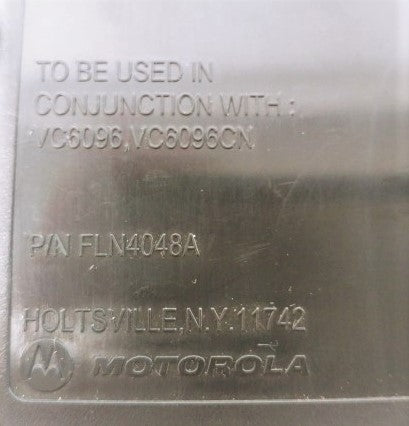 TO BE USED IN
CONJUNCTION WITH :
VC6096,VC6096CN
P/N FLN4048A
HOLTSVILLE,N.Y.11742
MOTOROLA